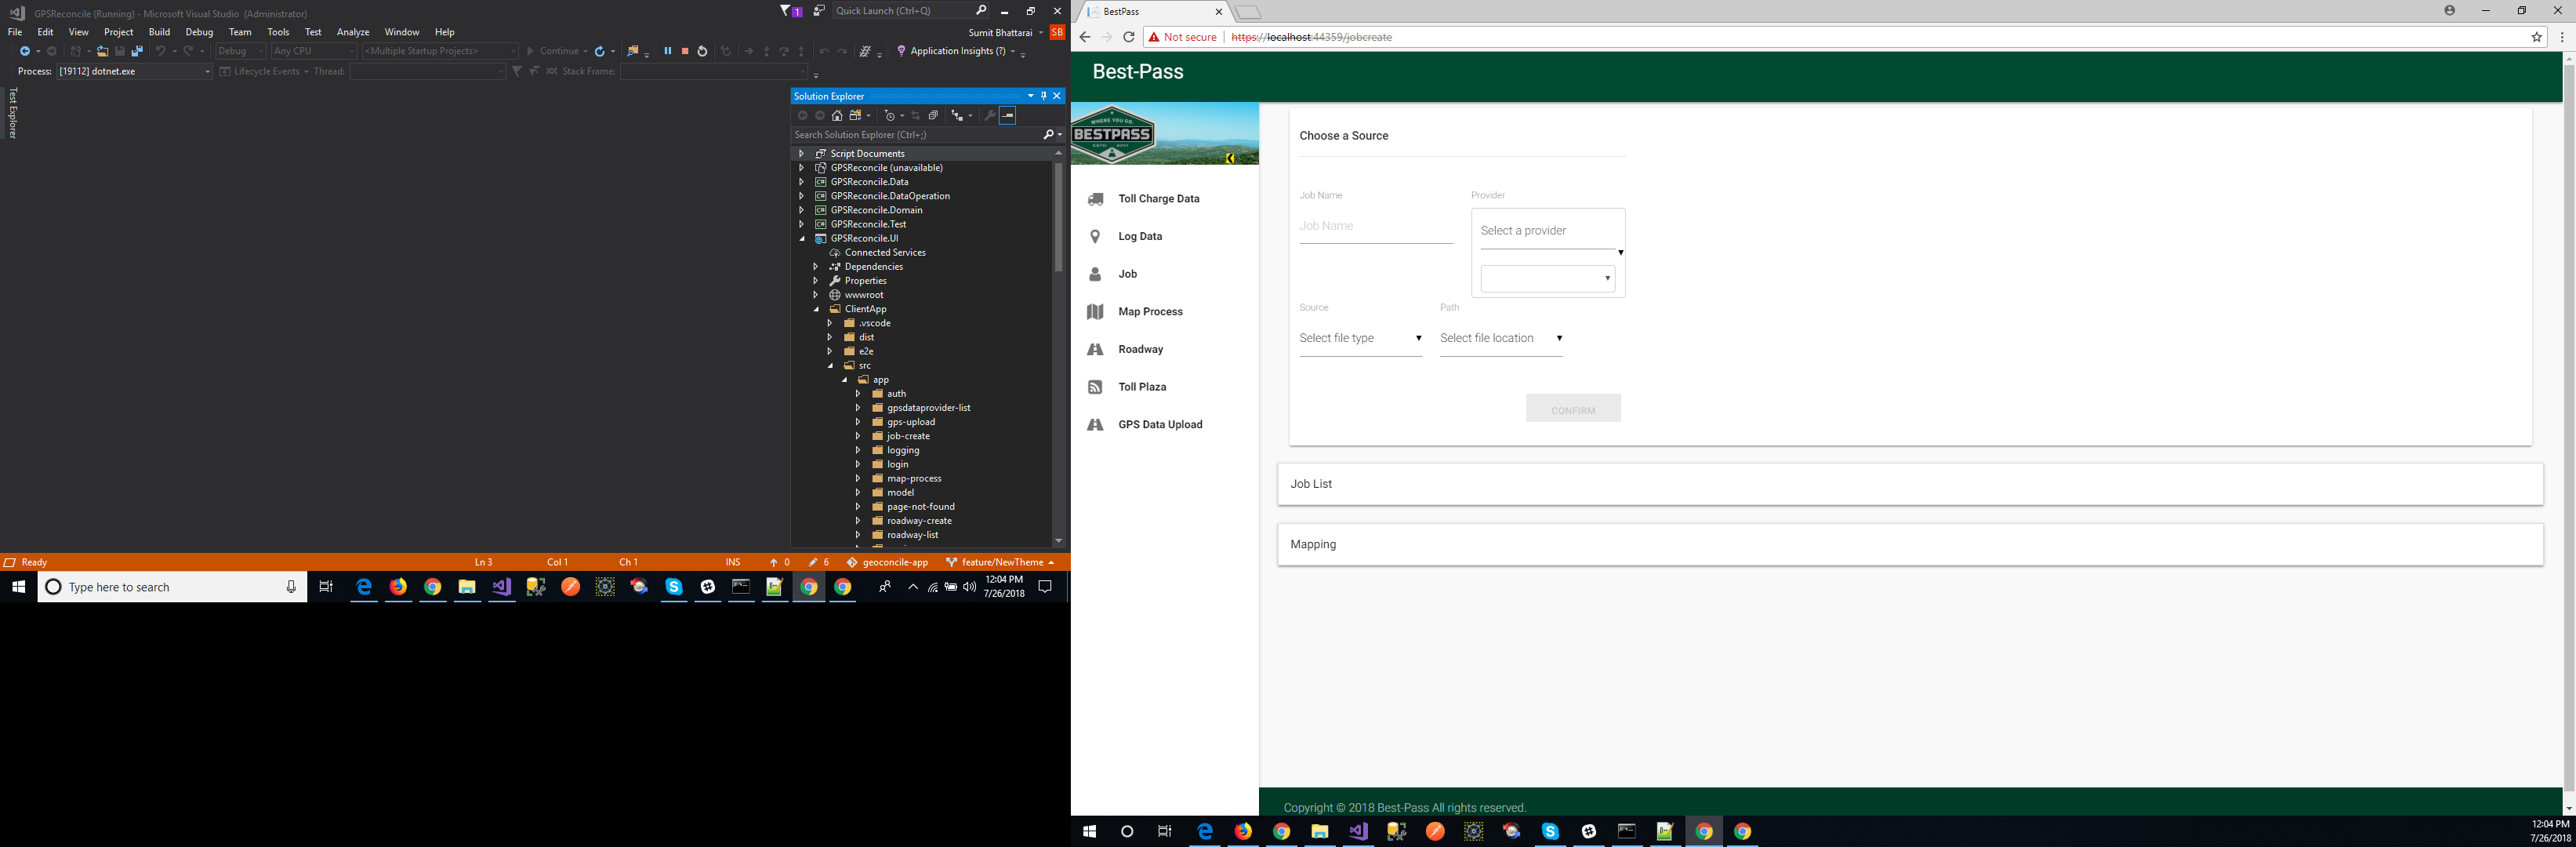 GPSReconcile (Running) - Microsoft Visual Studio (Administrator)
1
Quick Launch (Ctrl+Q)
File Edit View Project Build Debug Team Tools Test Analyze Window Help
Sumit Bhattarai SB
Debug Any CPU <Multiple Startup Projects> Continue Application Insights (?)
Process: [19112] dotnet.exe Lifecycle Events Thread: Stack Frame:
Test Explorer
Solution Explorer
Search Solution Explorer (Ctrl+;)
Script Documents
GPSReconcile (unavailable)
GPSReconcile.Data
GPSReconcile.DataOperation
GPSReconcile.Domain
GPSReconcile.Test
GPSReconcile.UI
Connected Services
Dependencies
Properties
wwwroot
ClientApp
.vscode
dist
e2e
src
app
auth
gpsdataprovider-list
gps-upload
job-create
logging
login
map-process
model
page-not-found
roadway-create
roadway-list
Ready Ln 3 Col 1 Ch 1 INS 0 6 geoconcile-app feature/NewTheme
Type here to search
12:04 PM
7/26/2018
BestPass
Not secure https://localhost:44359/jobcreate
Best-Pass
WHERE YOU GO,
BESTPASS
Toll Charge Data
Log Data
Job
Map Process
Roadway
Toll Plaza
GPS Data Upload
Choose a Source
Job Name Provider
Job Name Select a provider
Source Path
Select file type Select file location
CONFIRM
Job List
Mapping
Copyright © 2018 Best-Pass All rights reserved.
12:04 PM
7/26/2018